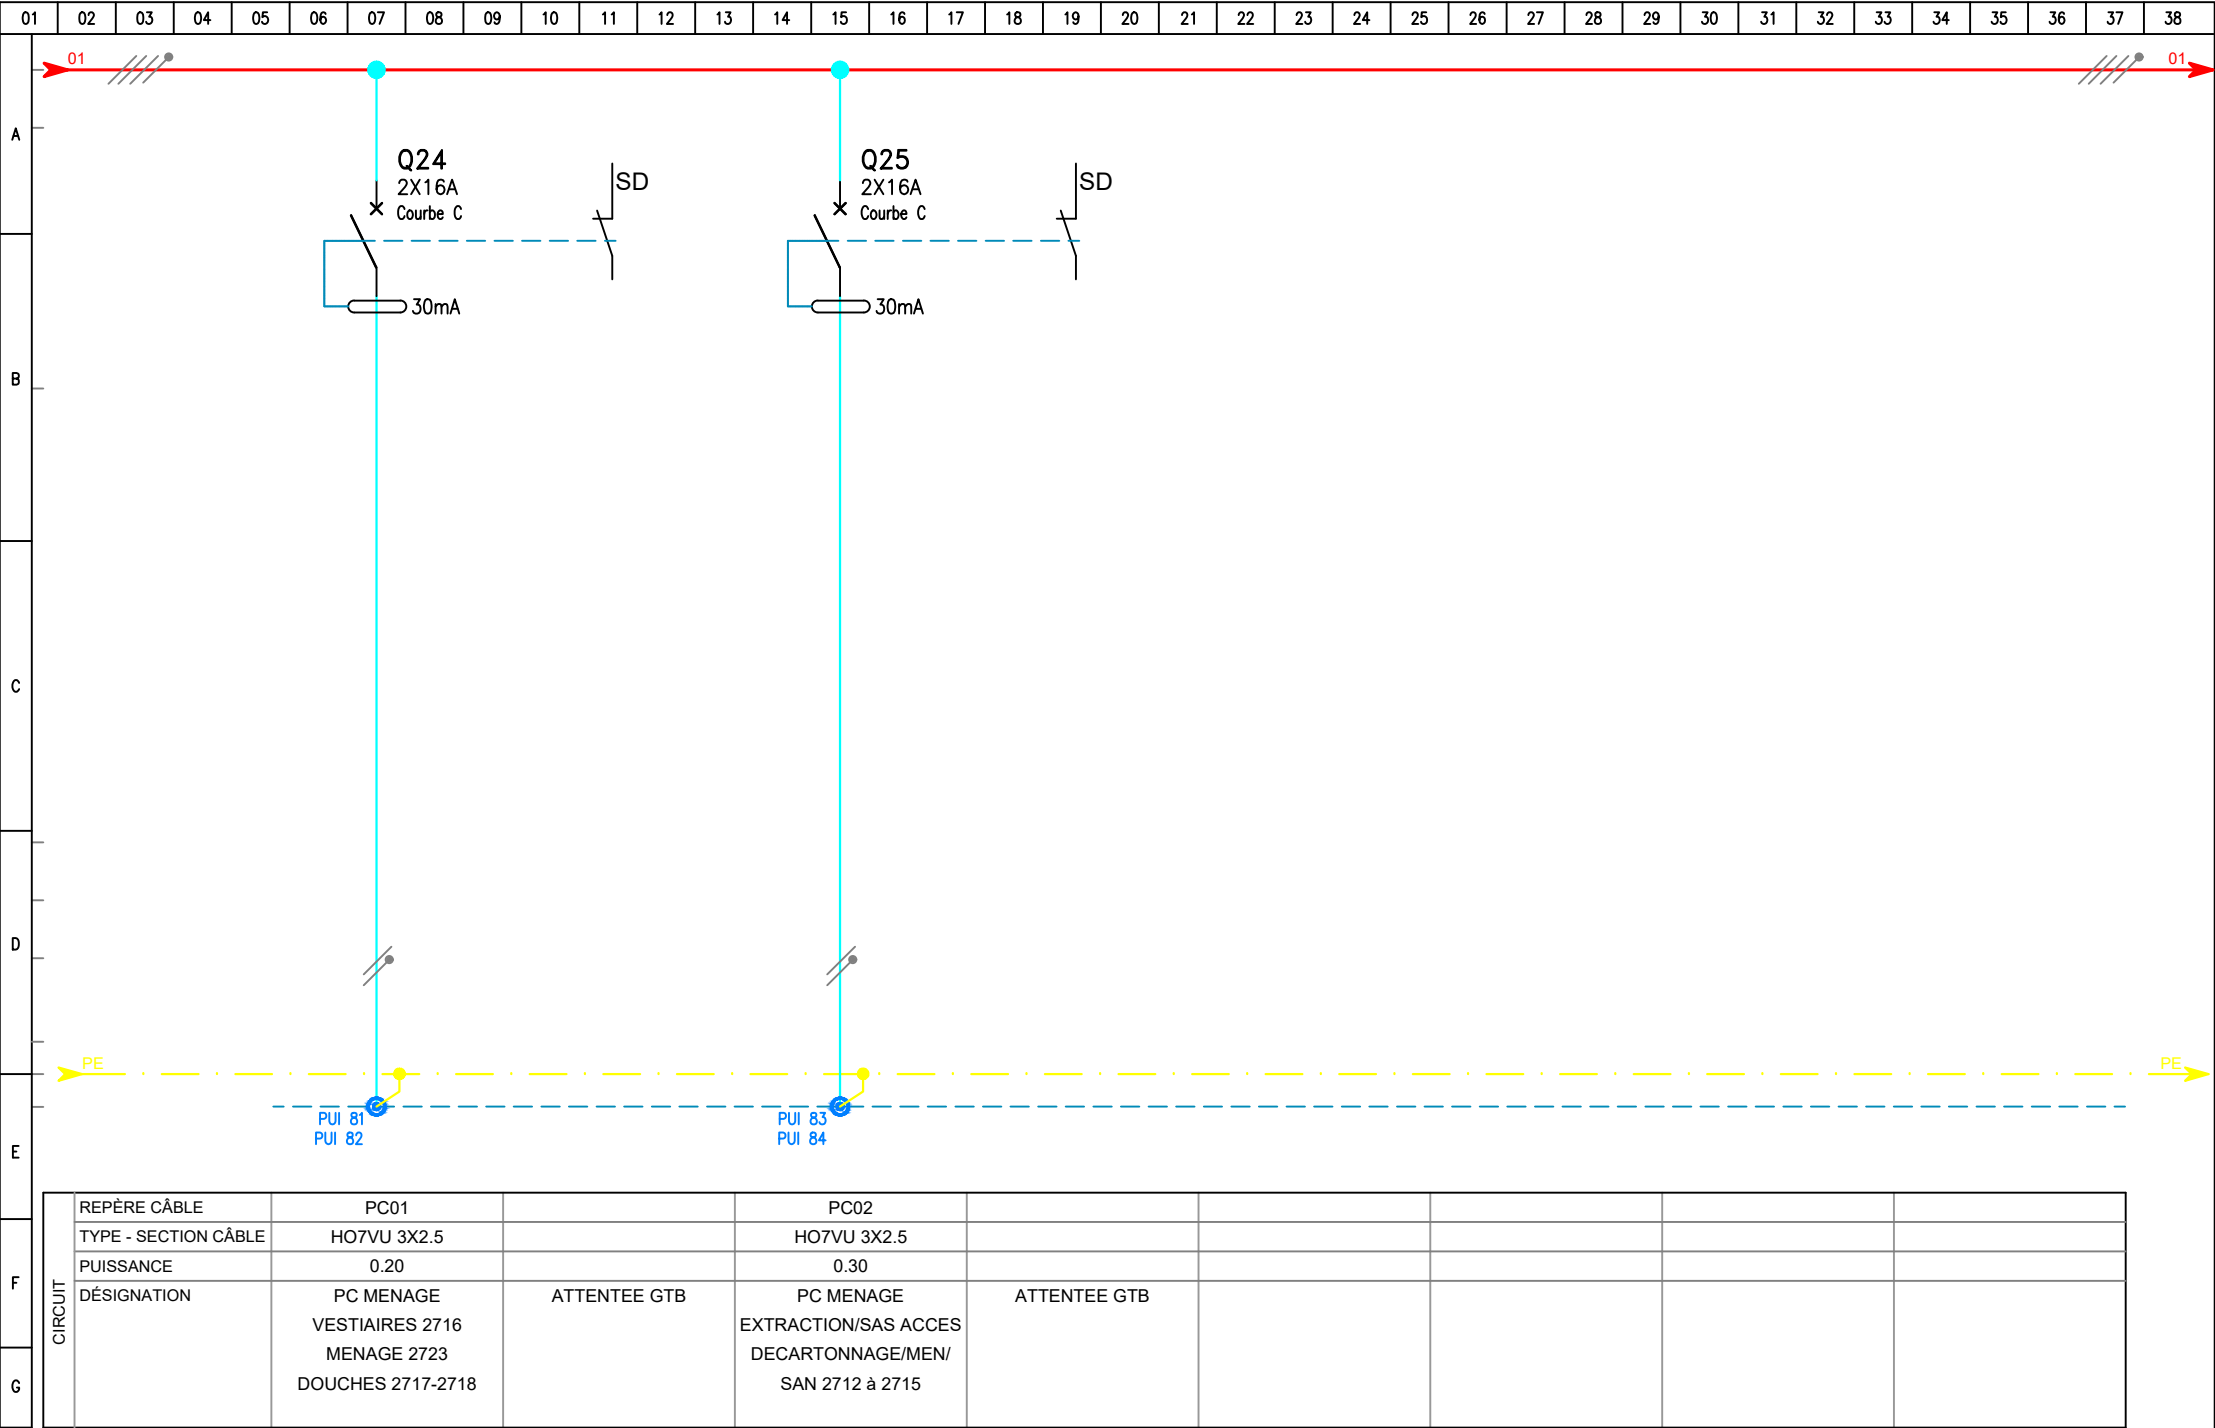 01 02 03 04 05 06 07 08 09 10 11 12 13 14 15 16 17 18 19 20 21 22 23 24 25 26 27 28 29 30 31 32 33 34 35 36 37 38
01 01
A
Q24 Q25
2X16A SD 2X16A SD
Courbe C Courbe C
30mA 30mA
B
C
D
PE PE
PUI 81 PUI 83
PUI 82 PUI 84
E
REPÈRE CÂBLE PC01 PC02
TYPE - SECTION CÂBLE HO7VU 3X2.5 HO7VU 3X2.5
PUISSANCE 0.20 0.30
F
CIRCUIT
DÉSIGNATION PC MENAGE ATTENTEE GTB PC MENAGE ATTENTEE GTB
VESTIAIRES 2716 EXTRACTION/SAS ACCES
MENAGE 2723 DECARTONNAGE/MEN/
G DOUCHES 2717-2718 SAN 2712 à 2715